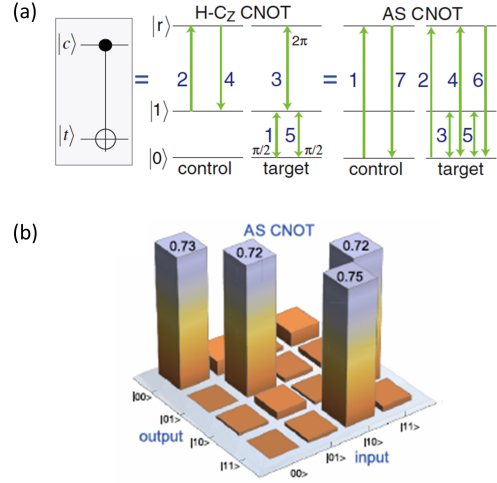 (a)
H-CZ CNOT
AS CNOT
|c⟩
|t⟩
=
|r⟩
|1⟩
|0⟩
2
4
3
2π
1
5
π/2
π/2
control
target
=
1
7
2
4
6
3
5
control
target
(b)
AS CNOT
0.73
0.72
0.72
0.75
|00>
|01>
|10>
|11>
output
00>
|01>
|10>
|11>
input